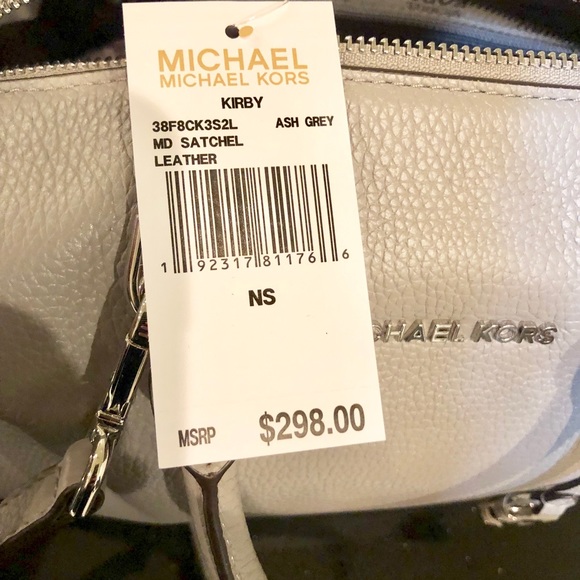 MICHAEL
MICHAEL KORS
KIRBY
38F8CK3S2L ASH GREY
MD SATCHEL
LEATHER
1 92317 81176 6
NS
MSRP $298.00
CHAEL KORS